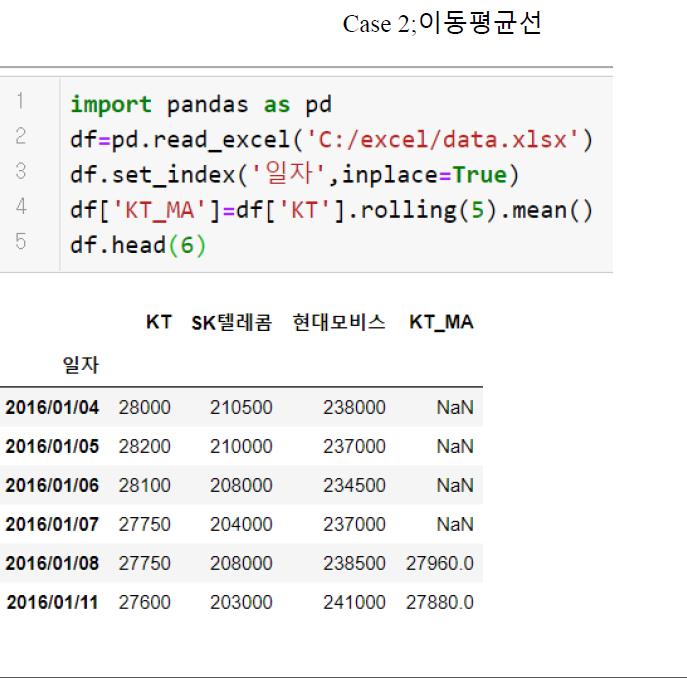 Case 2;이동평균선
1 import pandas as pd
2 df=pd.read_excel('C:/excel/data.xlsx')
3 df.set_index('일자',inplace=True)
4 df['KT_MA']=df['KT'].rolling(5).mean()
5 df.head(6)
KT SK텔레콤 현대모비스 KT_MA
일자
2016/01/04 28000 210500 238000 NaN
2016/01/05 28200 210000 237000 NaN
2016/01/06 28100 208000 234500 NaN
2016/01/07 27750 204000 237000 NaN
2016/01/08 27750 208000 238500 27960.0
2016/01/11 27600 203000 241000 27880.0